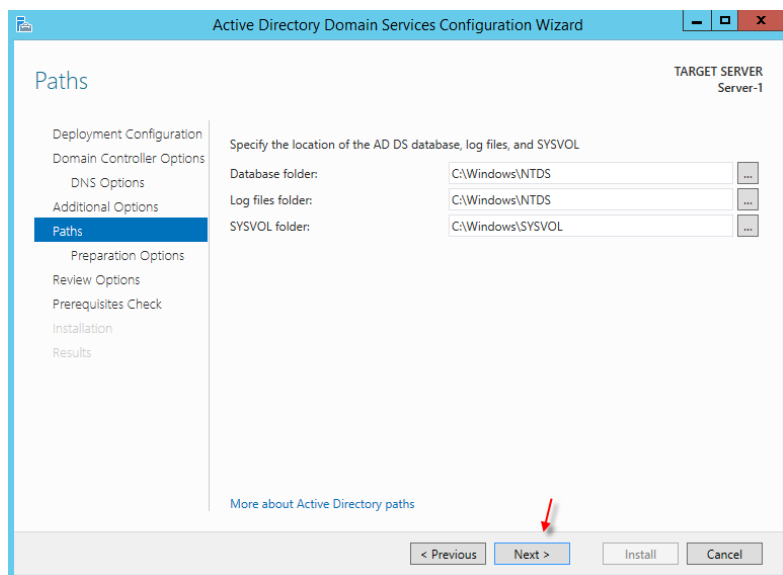 Active Directory Domain Services Configuration Wizard
Paths
TARGET SERVER
Server-1
Deployment Configuration
Domain Controller Options
DNS Options
Additional Options
Paths
Preparation Options
Review Options
Prerequisites Check
Installation
Results
Specify the location of the AD DS database, log files, and SYSVOL
Database folder: C:\Windows\NTDS ...
Log files folder: C:\Windows\NTDS ...
SYSVOL folder: C:\Windows\SYSVOL ...
More about Active Directory paths
< Previous Next > Install Cancel